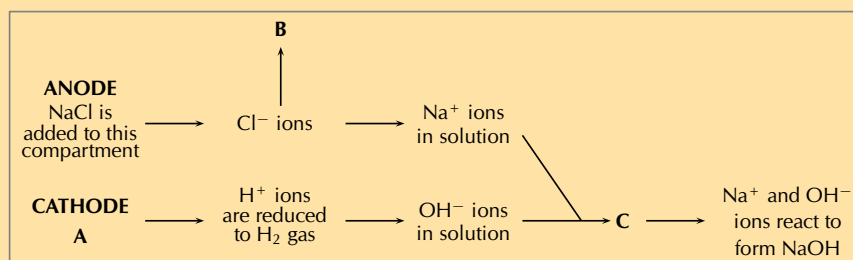 B
ANODE
NaCl is
added to this
compartment
Cl⁻ ions
Na⁺ ions
in solution
CATHODE
A
H⁺ ions
are reduced
to H₂ gas
OH⁻ ions
in solution
C
Na⁺ and OH⁻
ions react to
form NaOH